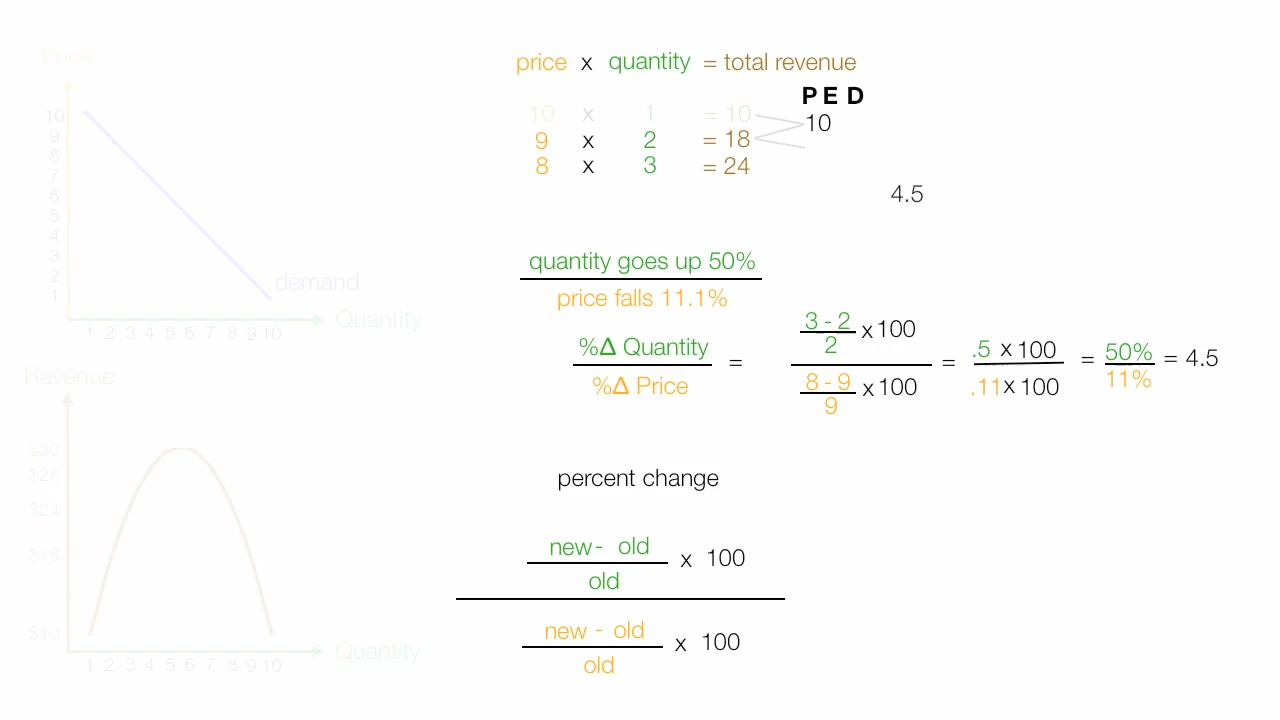 Price
10
9
8
7
6
5
4
3
2
1
demand
Quantity
1 2 3 4 5 6 7 8 9 10
Revenue
$30
$28
$24
$18
$10
Quantity
1 2 3 4 5 6 7 8 9 10
price x quantity = total revenue
PED
10 x 1 = 10
10
9 x 2 = 18
8 x 3 = 24
4.5
quantity goes up 50%
price falls 11.1%
%Δ Quantity
%Δ Price
=
3 - 2
2
x 100
8 - 9
9
x 100
=
.5 x 100
.11 x 100
=
50%
11%
= 4.5
percent change
new - old
old
x 100
new - old
old
x 100